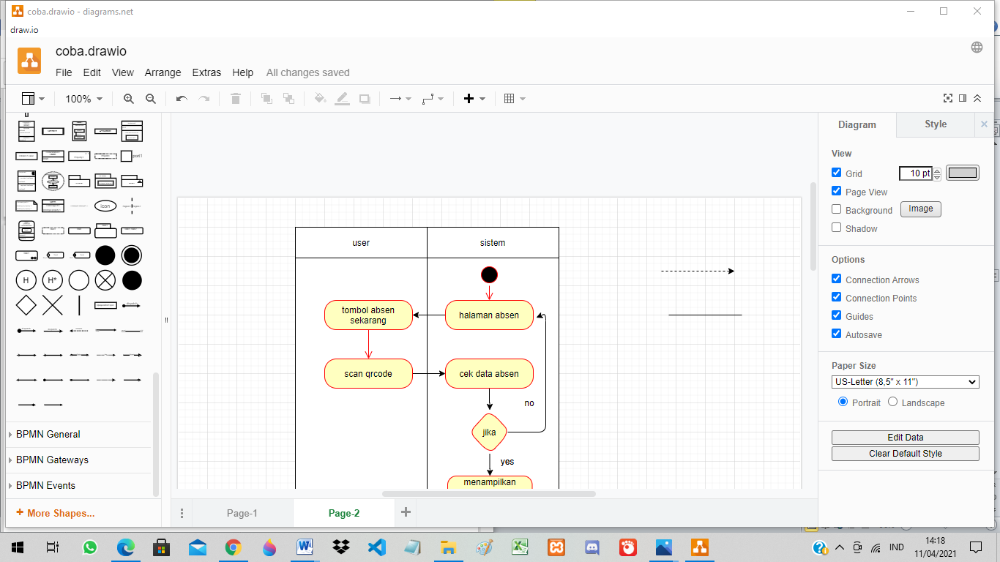 coba.drawio - diagrams.net
draw.io
coba.drawio
File Edit View Arrange Extras Help All changes saved
100%
Diagram Style
View
Grid 10 pt
Page View
Background Image
Shadow
Options
Connection Arrows
Connection Points
Guides
Autosave
Paper Size
US-Letter (8,5" x 11")
Portrait Landscape
Edit Data
Clear Default Style
icon
H H*
BPMN General
BPMN Gateways
BPMN Events
+ More Shapes...
user sistem
tombol absen
sekarang
halaman absen
scan qrcode
cek data absen
no
jika
yes
menampilkan
Page-1 Page-2
IND
14:18
11/04/2021